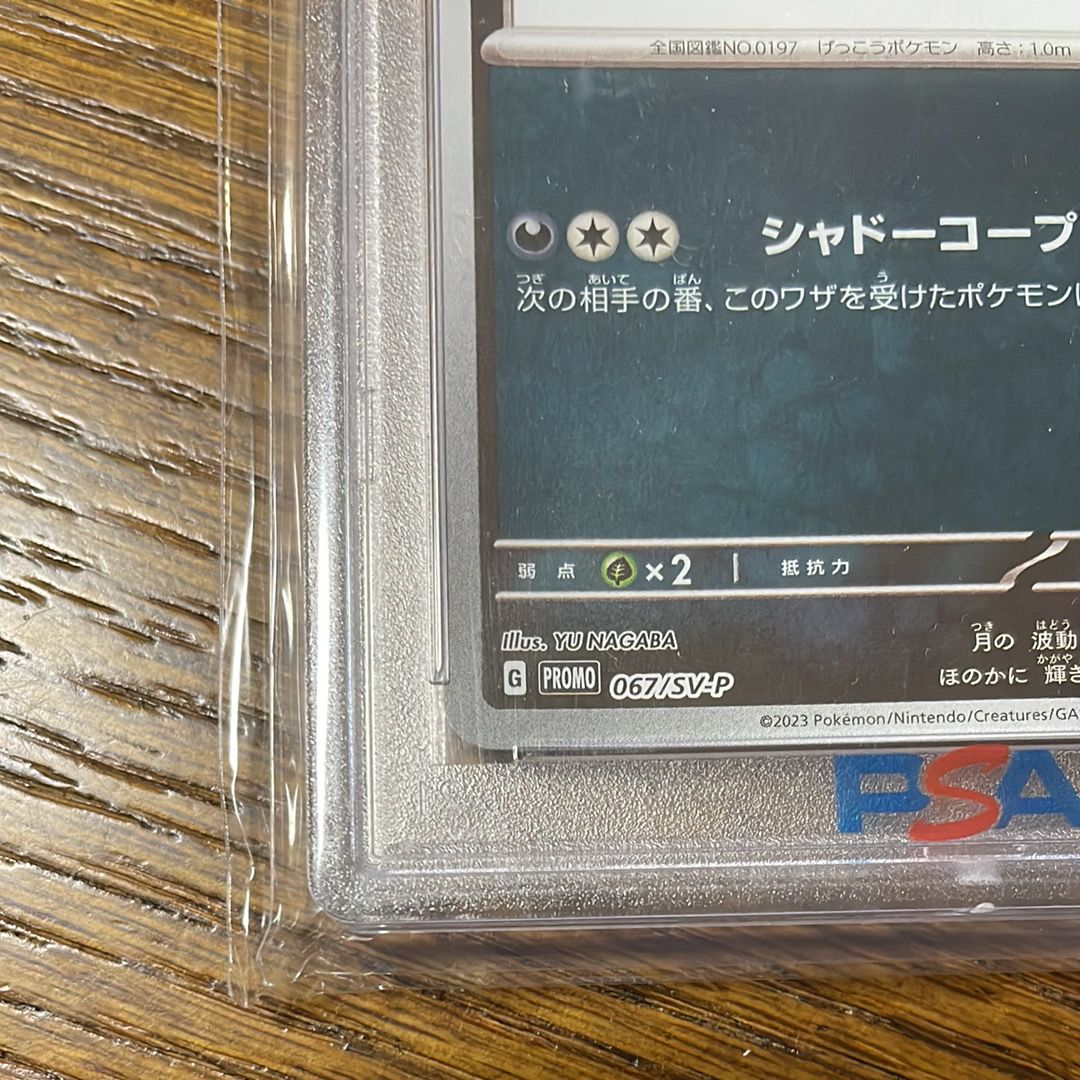 全国図鑑NO.0197 げっこうポケモン 高さ:1.0m
シャドーコープ
つぎ あいて ばん う
次の相手の番、このワザを受けたポケモン
弱点 ×2 抵抗力
Illus. YU NAGABA
G PROMO 067/SV-P
つき はどう
月の 波動
かがや
ほのかに 輝き
©2023 Pokémon/Nintendo/Creatures/GA
PSA